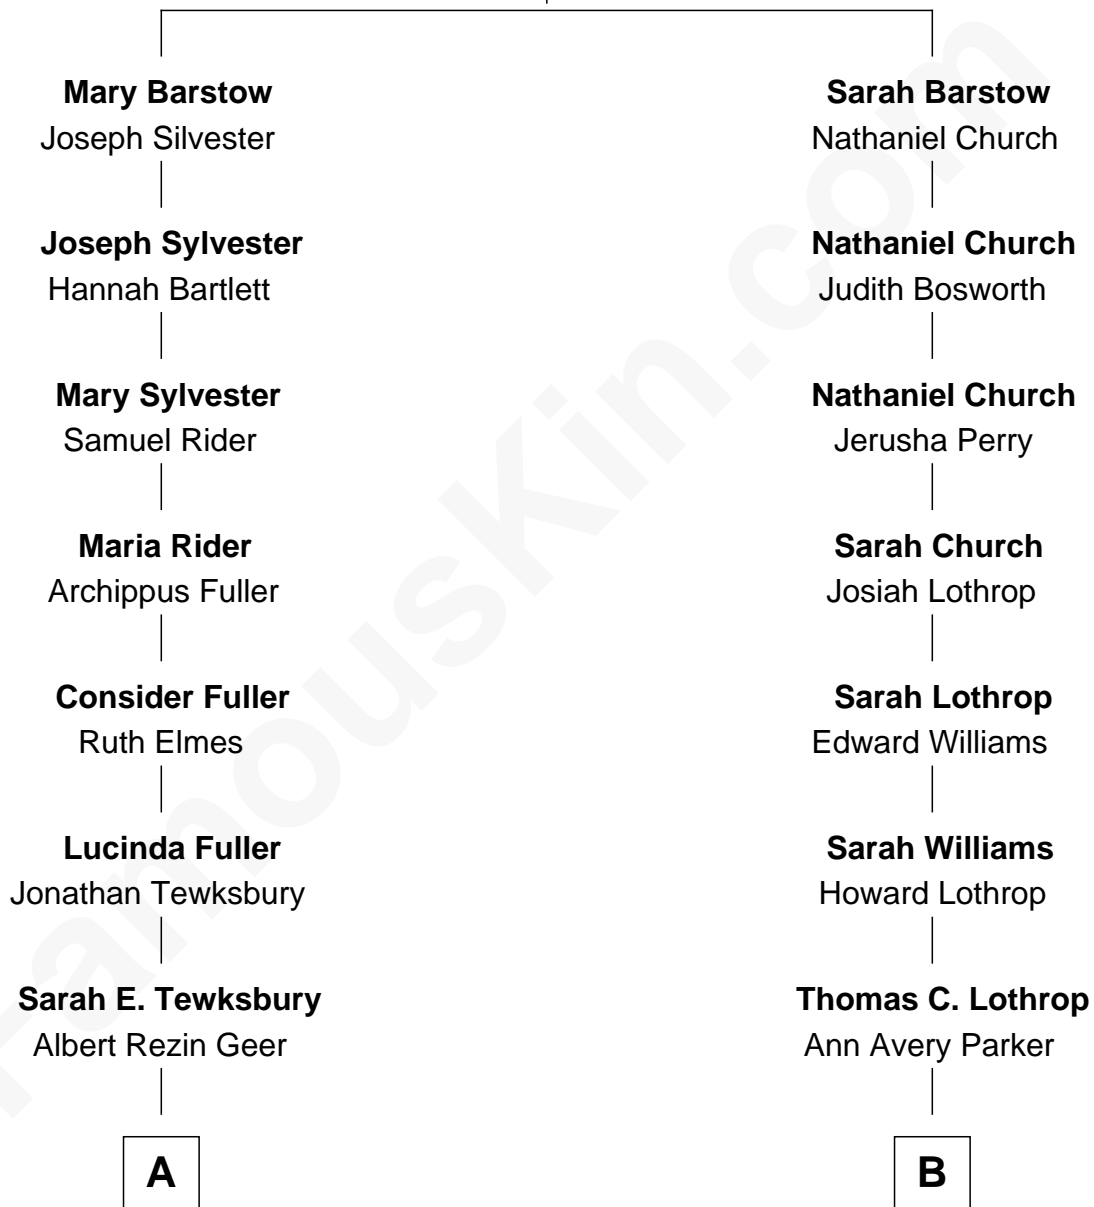 Mary Barstow
Joseph Silvester
Joseph Sylvester
Hannah Bartlett
Mary Sylvester
Samuel Rider
Maria Rider
Archippus Fuller
Consider Fuller
Ruth Elmes
Lucinda Fuller
Jonathan Tewksbury
Sarah E. Tewksbury
Albert Rezin Geer
A
Sarah Barstow
Nathaniel Church
Nathaniel Church
Judith Bosworth
Nathaniel Church
Jerusha Perry
Sarah Church
Josiah Lothrop
Sarah Lothrop
Edward Williams
Sarah Williams
Howard Lothrop
Thomas C. Lothrop
Ann Avery Parker
B
FamousKin.com